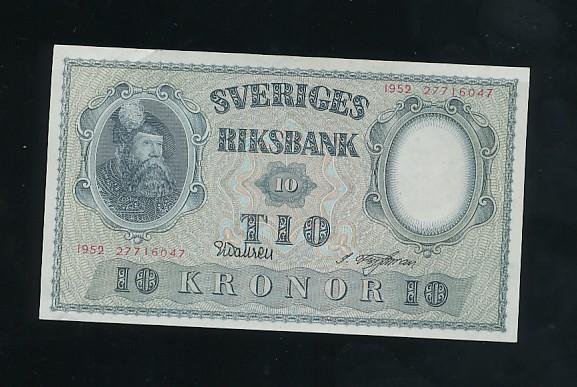 1952 27716047
SVERIGES
RIKSBANK
10
TIO
1952 27716047
10 KRONOR 10